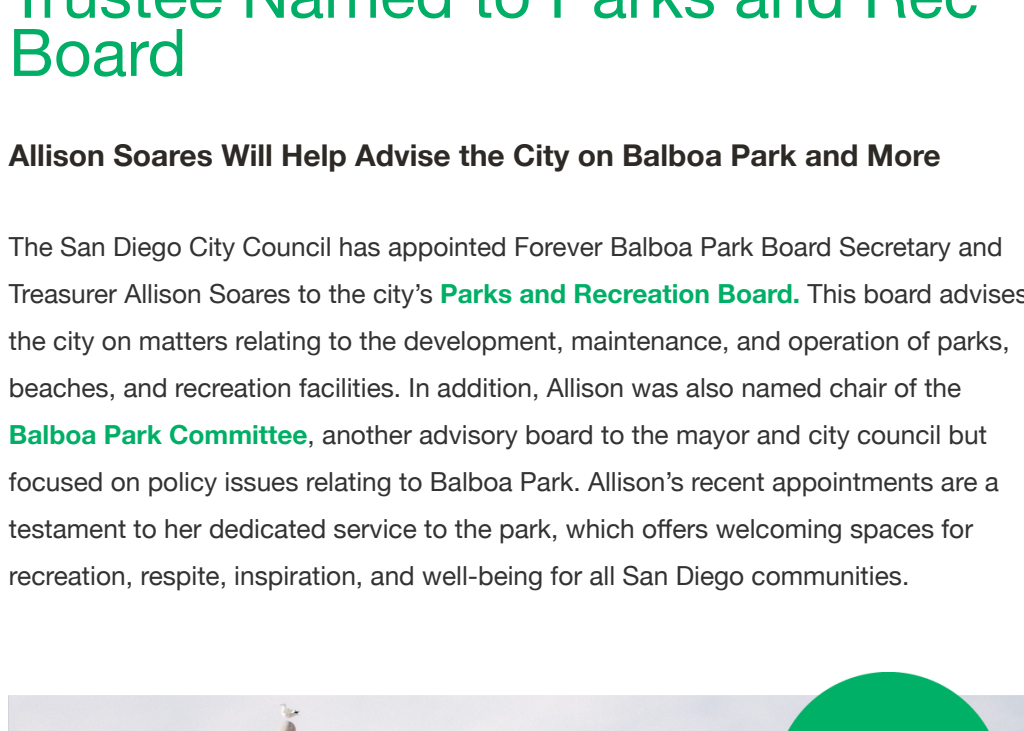 Trustee Named to Parks and Rec
Board
Allison Soares Will Help Advise the City on Balboa Park and More
The San Diego City Council has appointed Forever Balboa Park Board Secretary and
Treasurer Allison Soares to the city’s Parks and Recreation Board. This board advises
the city on matters relating to the development, maintenance, and operation of parks,
beaches, and recreation facilities. In addition, Allison was also named chair of the
Balboa Park Committee, another advisory board to the mayor and city council but
focused on policy issues relating to Balboa Park. Allison’s recent appointments are a
testament to her dedicated service to the park, which offers welcoming spaces for
recreation, respite, inspiration, and well-being for all San Diego communities.